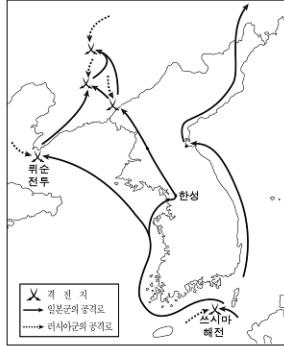 뤼순
전투
한성
쓰시마
해전
격 전 지
일본군의 공격로
러시아군의 공격로